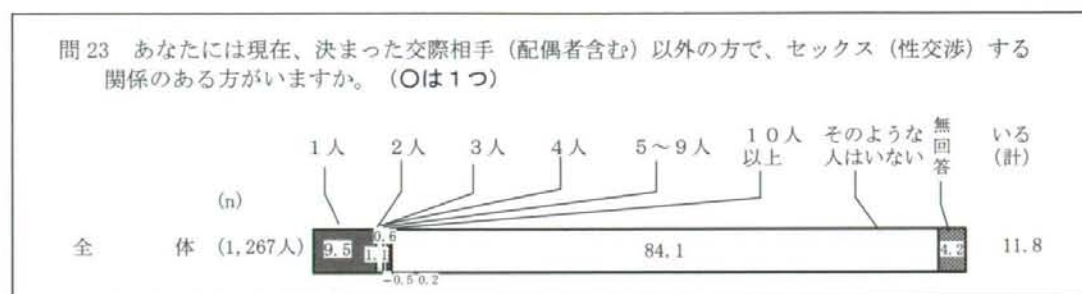 問23 あなたには現在、決まった交際相手（配偶者含む）以外の方で、セックス（性交渉）する
関係のある方がいますか。（○は１つ）
１人 ２人 ３人 ４人 ５～９人 １０人以上 そのような人はいない 無回答 いる（計）
(n)
全体 (1,267人) 9.5 1.1 0.6 84.1 4.2 11.8
-0.5 0.2